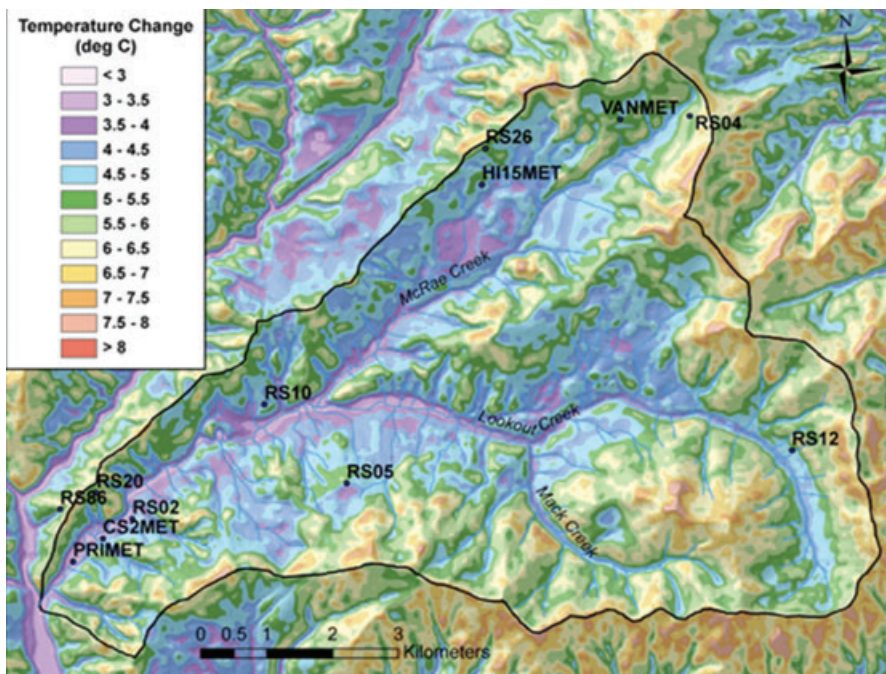 Temperature Change
(deg C)
< 3
3 - 3.5
3.5 - 4
4 - 4.5
4.5 - 5
5 - 5.5
5.5 - 6
6 - 6.5
6.5 - 7
7 - 7.5
7.5 - 8
> 8
N
VANMET
RS04
RS26
HI15MET
McRae Creek
RS10
Lookout Creek
RS12
RS05
RS20
RS86
RS02
CS2MET
Mack Creek
PRIMET
0 0.5 1 2 3
Kilometers